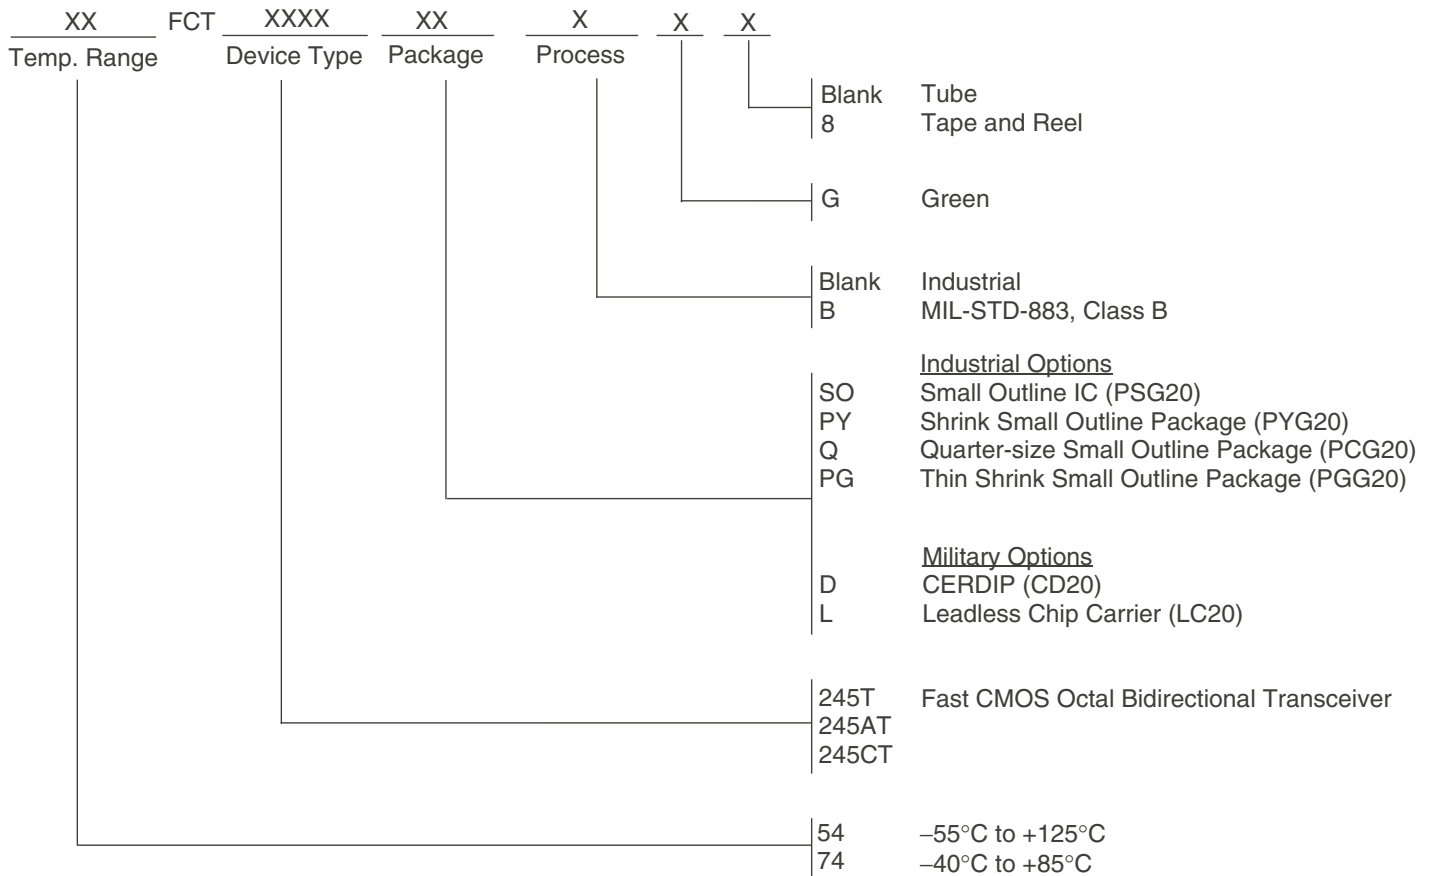 XX FCT XXXX XX X X X
Temp. Range Device Type Package Process
Blank Tube
8 Tape and Reel
G Green
Blank Industrial
B MIL-STD-883, Class B
Industrial Options
SO Small Outline IC (PSG20)
PY Shrink Small Outline Package (PYG20)
Q Quarter-size Small Outline Package (PCG20)
PG Thin Shrink Small Outline Package (PGG20)
Military Options
D CERDIP (CD20)
L Leadless Chip Carrier (LC20)
245T Fast CMOS Octal Bidirectional Transceiver
245AT
245CT
54 –55°C to +125°C
74 –40°C to +85°C